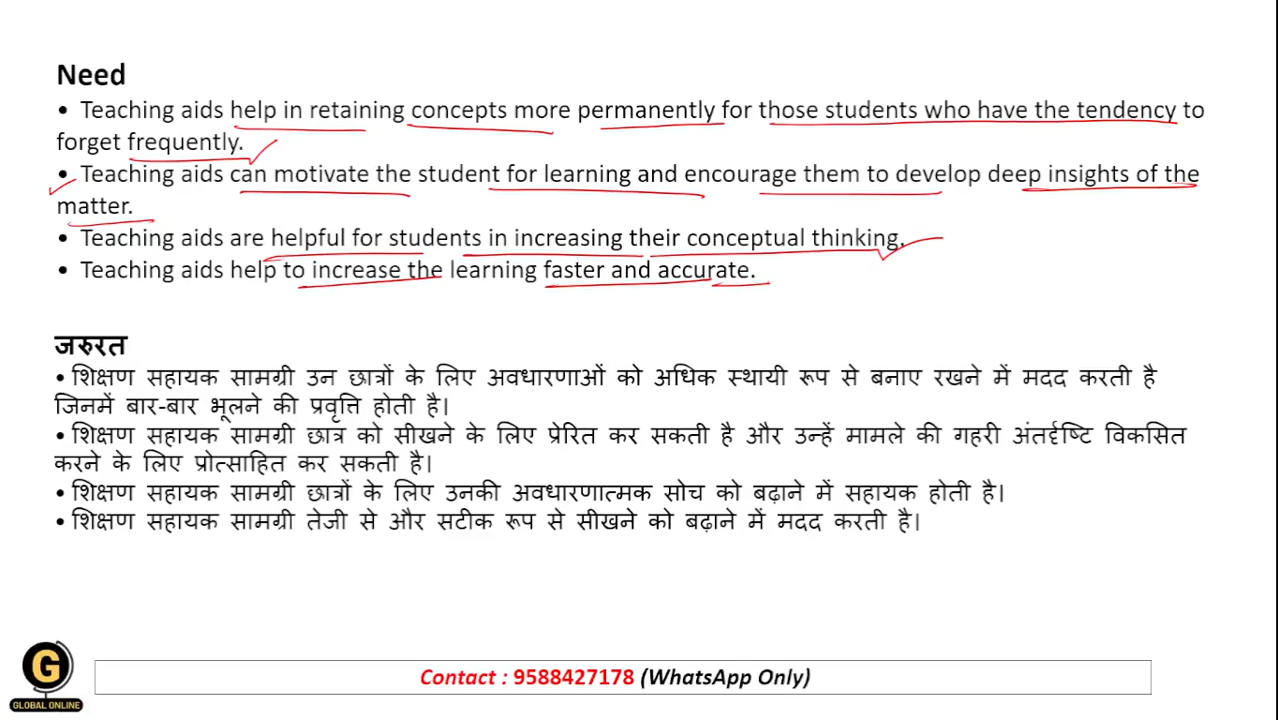 Need
• Teaching aids help in retaining concepts more permanently for those students who have the tendency to
forget frequently.
• Teaching aids can motivate the student for learning and encourage them to develop deep insights of the
matter.
• Teaching aids are helpful for students in increasing their conceptual thinking.
• Teaching aids help to increase the learning faster and accurate.
जरुरत
• शिक्षण सहायक सामग्री उन छात्रों के लिए अवधारणाओं को अधिक स्थायी रूप से बनाए रखने में मदद करती है
जिनमें बार-बार भूलने की प्रवृत्ति होती है।
• शिक्षण सहायक सामग्री छात्र को सीखने के लिए प्रेरित कर सकती है और उन्हें मामले की गहरी अंतर्दृष्टि विकसित
करने के लिए प्रोत्साहित कर सकती है।
• शिक्षण सहायक सामग्री छात्रों के लिए उनकी अवधारणात्मक सोच को बढ़ाने में सहायक होती है।
• शिक्षण सहायक सामग्री तेजी से और सटीक रूप से सीखने को बढ़ाने में मदद करती है।
G
GLOBAL ONLINE
Contact : 9588427178 (WhatsApp Only)